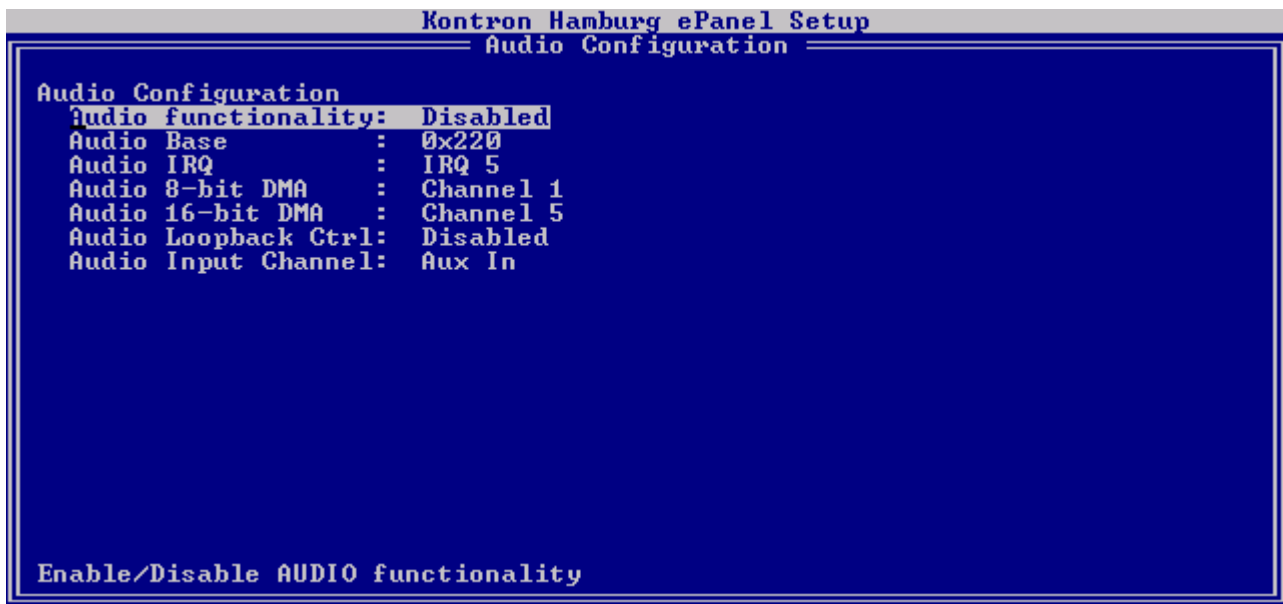 Kontron Hamburg ePanel Setup
Audio Configuration
Audio Configuration
Audio functionality: Disabled
Audio Base : 0x220
Audio IRQ : IRQ 5
Audio 8-bit DMA : Channel 1
Audio 16-bit DMA : Channel 5
Audio Loopback Ctrl: Disabled
Audio Input Channel: Aux In
Enable/Disable AUDIO functionality